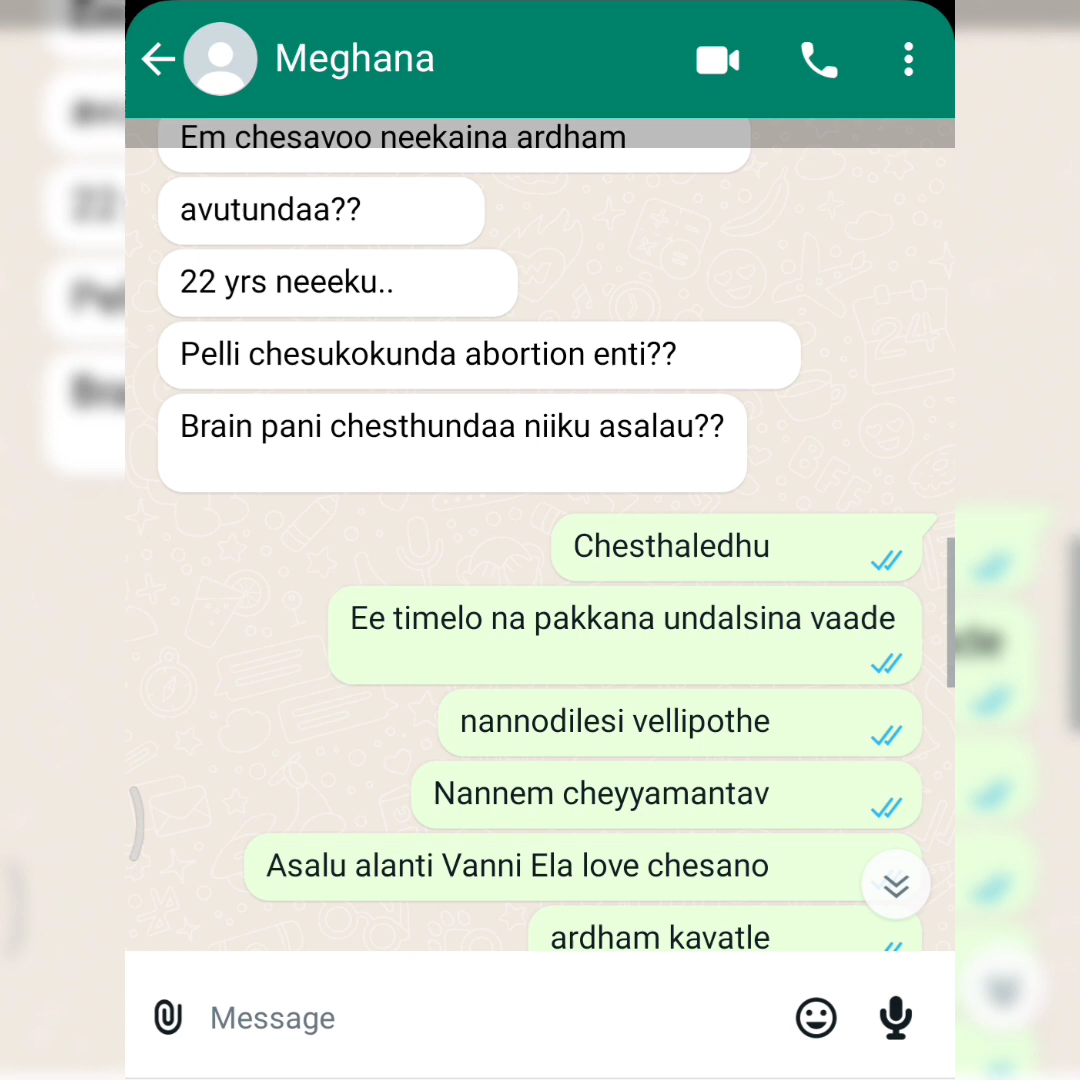 Meghana
Em chesavoo neekaina ardham
avutundaa??
22 yrs neeeku..
Pelli chesukokunda abortion enti??
Brain pani chesthundaa niiku asalau??
Chesthaledhu
Ee timelo na pakkana undalsina vaade
nannodilesi vellipothe
Nannem cheyyamantav
Asalu alanti Vanni Ela love chesano
ardham kavatle
Message